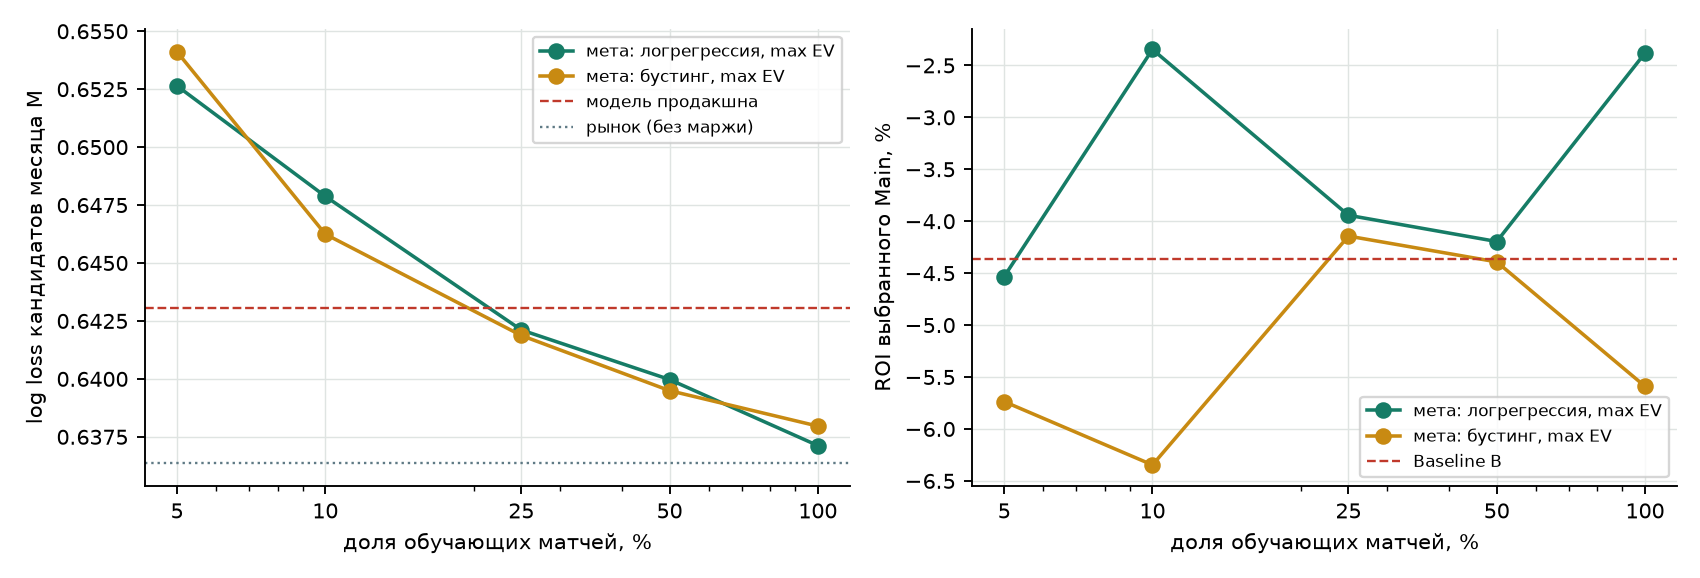 log loss кандидатов месяца M
0.6550
0.6525
0.6500
0.6475
0.6450
0.6425
0.6400
0.6375
мета: логрегрессия, max EV
мета: бустинг, max EV
модель продакшна
рынок (без маржи)
5
10
25
50
100
доля обучающих матчей, %
ROI выбранного Main, %
−2.5
−3.0
−3.5
−4.0
−4.5
−5.0
−5.5
−6.0
−6.5
мета: логрегрессия, max EV
мета: бустинг, max EV
Baseline B
5
10
25
50
100
доля обучающих матчей, %